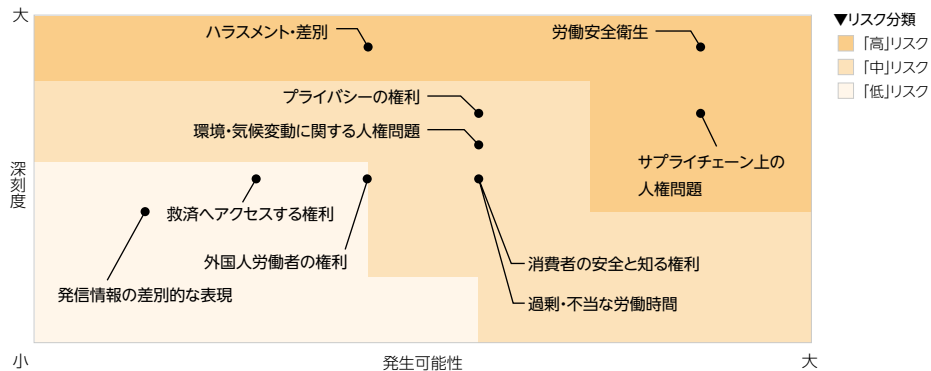 大
▼リスク分類
「高」リスク
「中」リスク
「低」リスク
ハラスメント・差別
労働安全衛生
プライバシーの権利
環境・気候変動に関する人権問題
サプライチェーン上の
人権問題
深刻度
救済へアクセスする権利
外国人労働者の権利
消費者の安全と知る権利
発信情報の差別的な表現
過剰・不当な労働時間
小
発生可能性
大